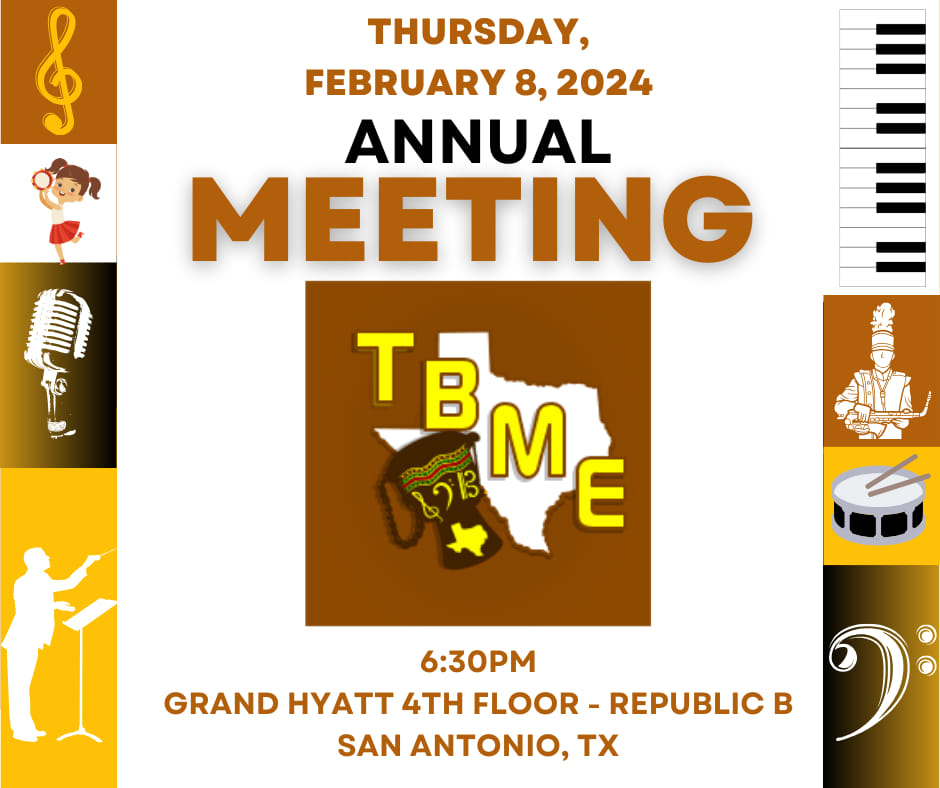 THURSDAY,
FEBRUARY 8, 2024
ANNUAL
MEETING
TBME
6:30PM
GRAND HYATT 4TH FLOOR - REPUBLIC B
SAN ANTONIO, TX